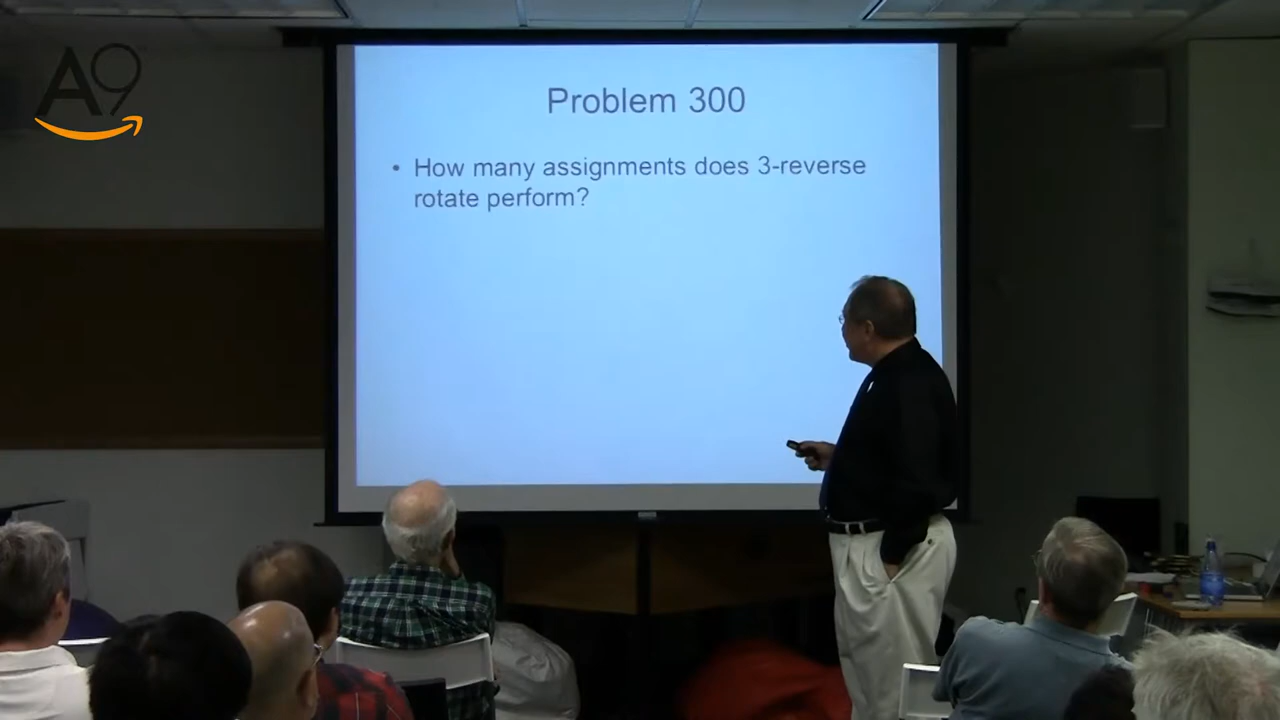 A9
Problem 300
• How many assignments does 3-reverse
rotate perform?